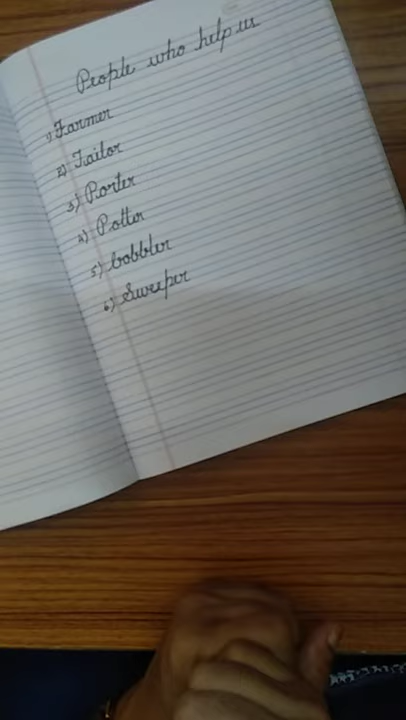 People who help us
1) Farmer
2) Tailor
3) Porter
4) Potter
5) Cobbler
6) Sweeper